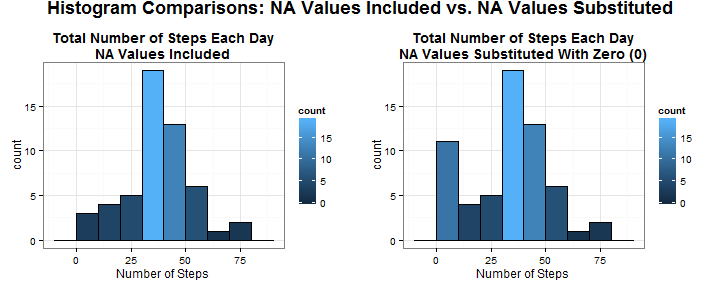 Histogram Comparisons: NA Values Included vs. NA Values Substituted
Total Number of Steps Each Day
NA Values Included
count
15
10
5
0
0
25
50
75
Number of Steps
count
15
10
5
0
Total Number of Steps Each Day
NA Values Substituted With Zero (0)
count
15
10
5
0
0
25
50
75
Number of Steps
count
15
10
5
0